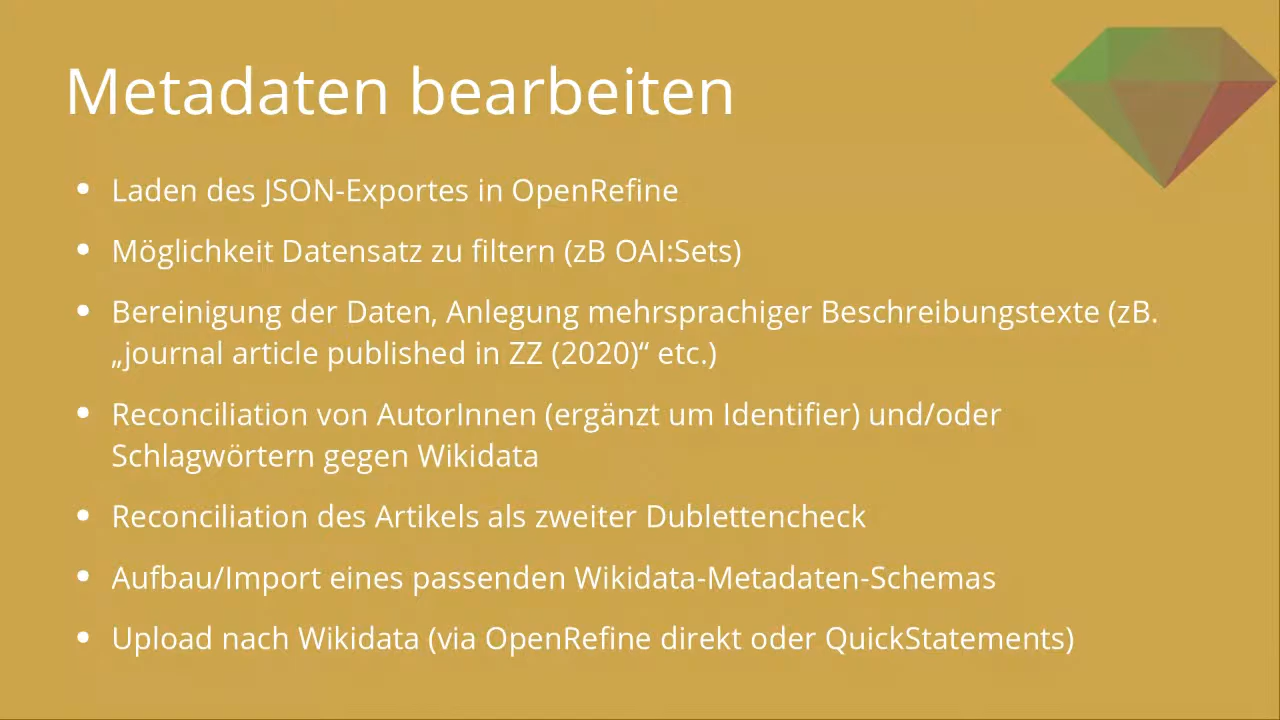 Metadaten bearbeiten
• Laden des JSON-Exportes in OpenRefine
• Möglichkeit Datensatz zu filtern (zB OAI:Sets)
• Bereinigung der Daten, Anlegung mehrsprachiger Beschreibungstexte (zB.
„journal article published in ZZ (2020)“ etc.)
• Reconciliation von AutorInnen (ergänzt um Identifier) und/oder
Schlagwörtern gegen Wikidata
• Reconciliation des Artikels als zweiter Dublettencheck
• Aufbau/Import eines passenden Wikidata-Metadaten-Schemas
• Upload nach Wikidata (via OpenRefine direkt oder QuickStatements)